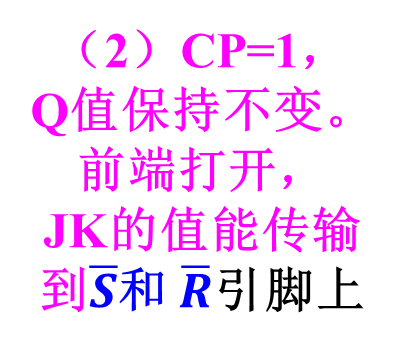 （2）CP=1，
Q值保持不变。
前端打开，
JK的值能传输
到S̅和 R̅引脚上